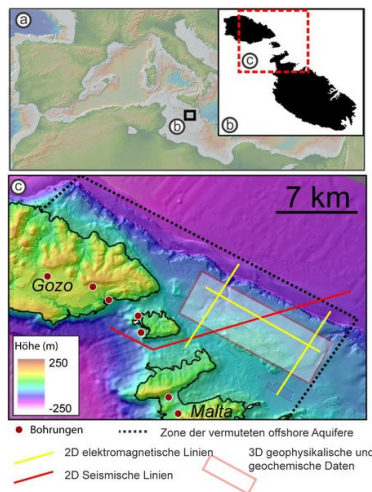 a
b
c
b
c
7 km
Gozo
Höhe (m)
250
-250
Malta
Bohrungen
Zone der vermuteten offshore Aquifere
2D elektromagnetische Linien
2D Seismische Linien
3D geophysikalische und
geochemische Daten